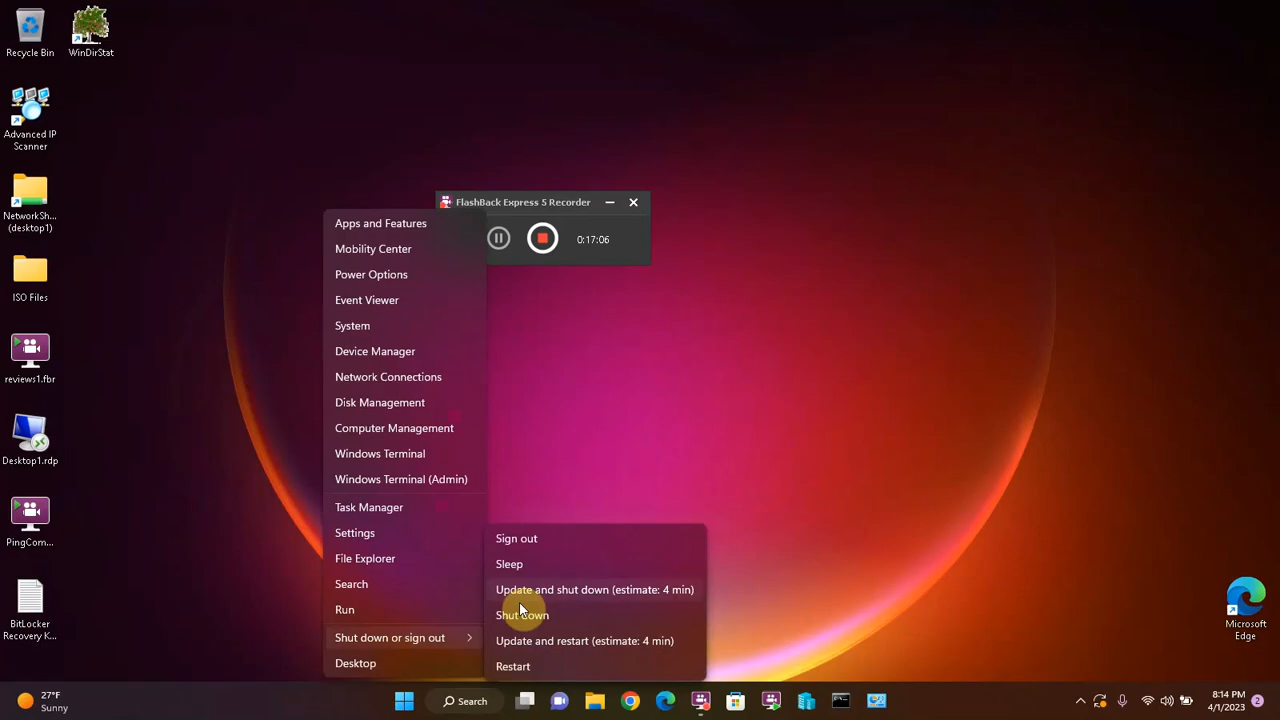 Recycle Bin
WinDirStat
Advanced IP
Scanner
NetworkSh...
(desktop1)
ISO Files
reviews1.fbr
Desktop1.rdp
PingCom...
BitLocker
Recovery K...
FlashBack Express 5 Recorder
0:17:06
Apps and Features
Mobility Center
Power Options
Event Viewer
System
Device Manager
Network Connections
Disk Management
Computer Management
Windows Terminal
Windows Terminal (Admin)
Task Manager
Settings
File Explorer
Search
Run
Shut down or sign out
Desktop
Sign out
Sleep
Update and shut down (estimate: 4 min)
Shut down
Update and restart (estimate: 4 min)
Restart
Microsoft
Edge
27°F
Sunny
Search
8:14 PM
4/1/2023
2